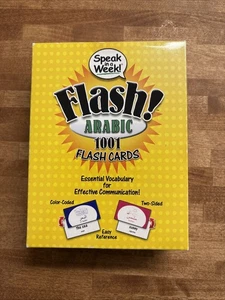 Speak
in a
Week!
Flash!
ARABIC
1001
FLASH CARDS
Essential Vocabulary
for
Effective Communication!
Color-Coded
Two-Sided
Easy
Reference